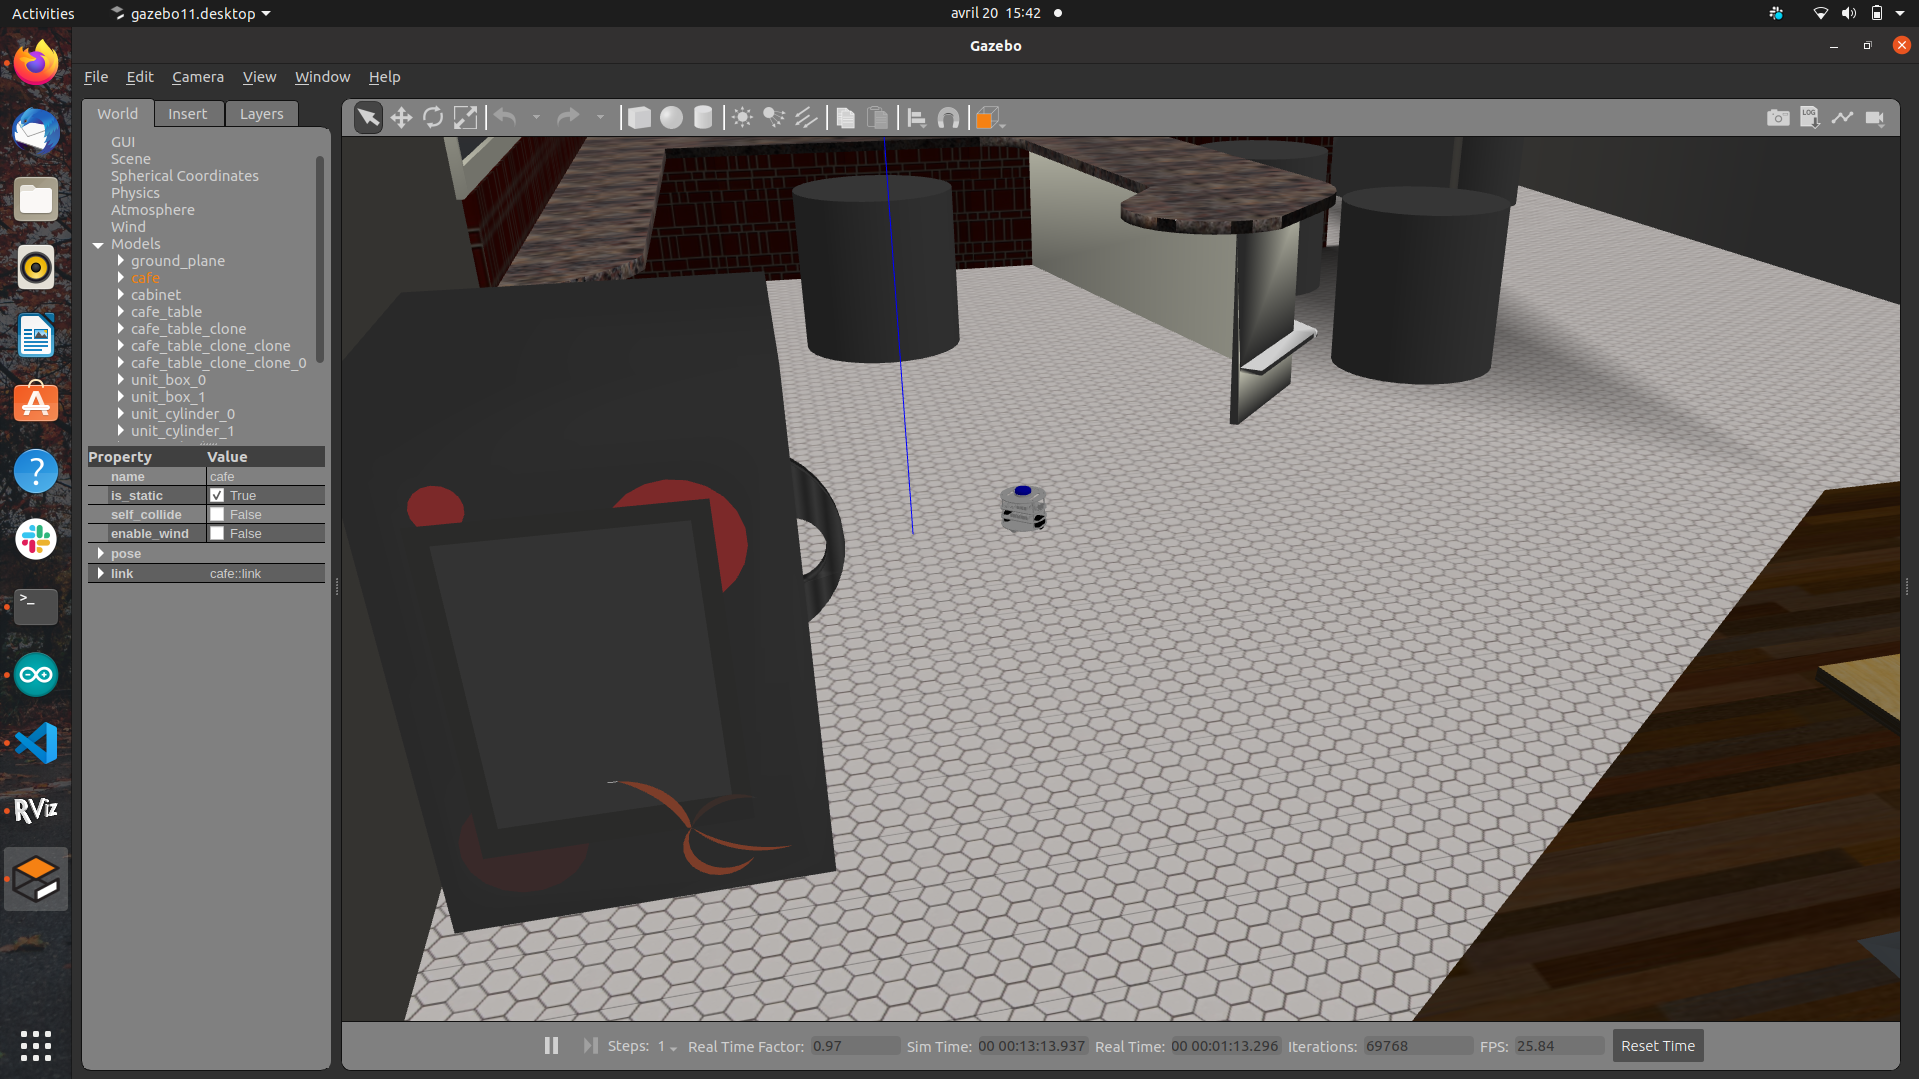 Activities
gazebo11.desktop
avril 20 15:42
Gazebo
File Edit Camera View Window Help
World Insert Layers
GUI
Scene
Spherical Coordinates
Physics
Atmosphere
Wind
Models
ground_plane
cafe
cabinet
cafe_table
cafe_table_clone
cafe_table_clone_clone
cafe_table_clone_clone_0
unit_box_0
unit_box_1
unit_cylinder_0
unit_cylinder_1
Property Value
name cafe
is_static True
self_collide False
enable_wind False
pose
link cafe::link
LOG
RViz
Steps: 1 Real Time Factor: 0.97 Sim Time: 00 00:13:13.937 Real Time: 00 00:01:13.296 Iterations: 69768 FPS: 25.84 Reset Time